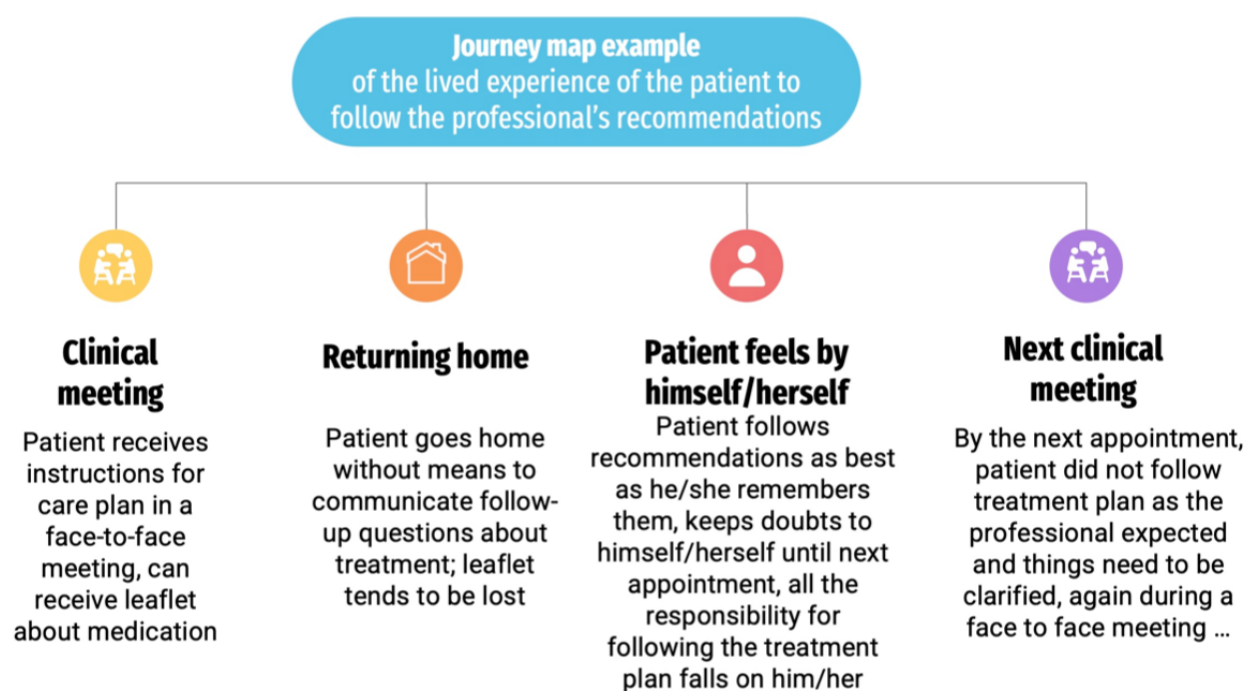 Journey map example
of the lived experience of the patient to
follow the professional's recommendations
Clinical
meeting
Patient receives
instructions for
care plan in a
face-to-face
meeting, can
receive leaflet
about medication
Returning home
Patient goes home
without means to
communicate follow-
up questions about
treatment; leaflet
tends to be lost
Patient feels by
himself/herself
Patient follows
recommendations as best
as he/she remembers
them, keeps doubts to
himself/herself until next
appointment, all the
responsibility for
following the treatment
plan falls on him/her
Next clinical
meeting
By the next appointment,
patient did not follow
treatment plan as the
professional expected
and things need to be
clarified, again during a
face to face meeting ...